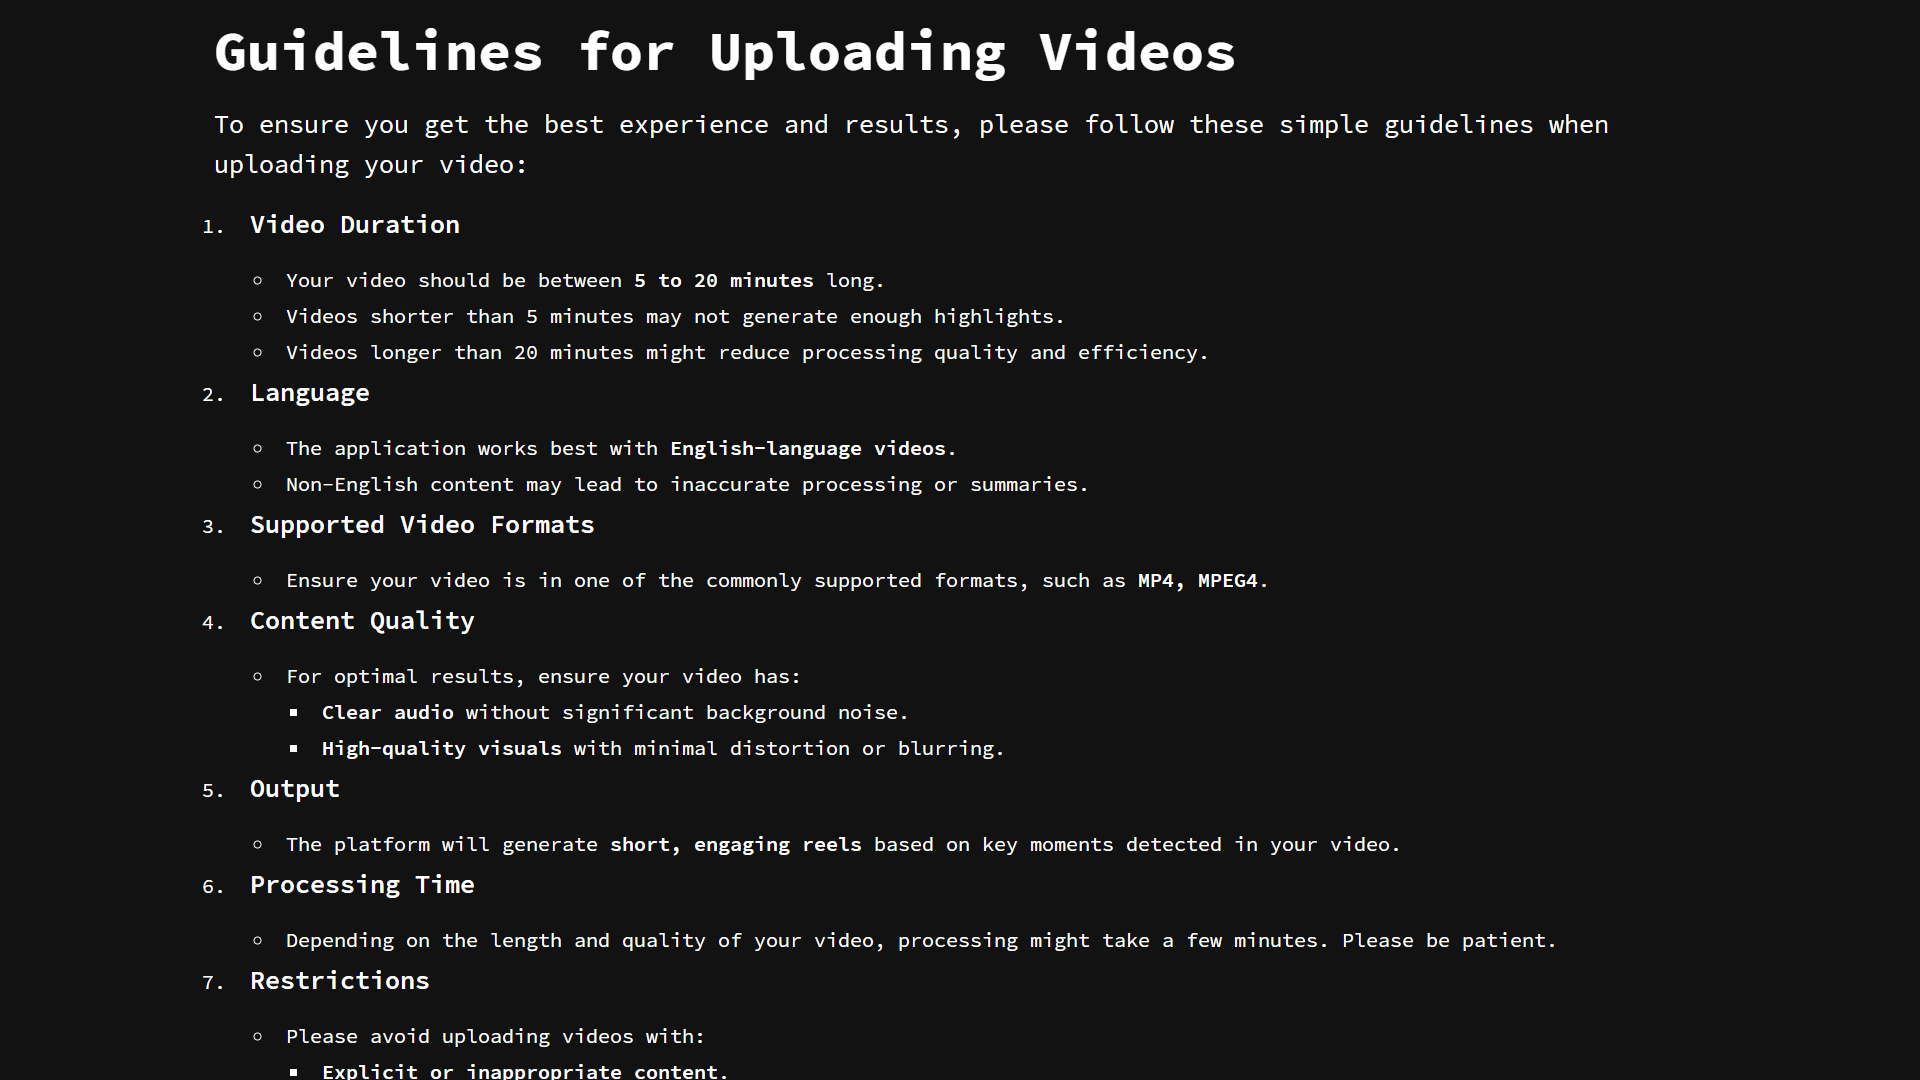 Guidelines for Uploading Videos
To ensure you get the best experience and results, please follow these simple guidelines when
uploading your video:
1. Video Duration
◦ Your video should be between 5 to 20 minutes long.
◦ Videos shorter than 5 minutes may not generate enough highlights.
◦ Videos longer than 20 minutes might reduce processing quality and efficiency.
2. Language
◦ The application works best with English-language videos.
◦ Non-English content may lead to inaccurate processing or summaries.
3. Supported Video Formats
◦ Ensure your video is in one of the commonly supported formats, such as MP4, MPEG4.
4. Content Quality
◦ For optimal results, ensure your video has:
▪ Clear audio without significant background noise.
▪ High-quality visuals with minimal distortion or blurring.
5. Output
◦ The platform will generate short, engaging reels based on key moments detected in your video.
6. Processing Time
◦ Depending on the length and quality of your video, processing might take a few minutes. Please be patient.
7. Restrictions
◦ Please avoid uploading videos with:
▪ Explicit or inappropriate content.